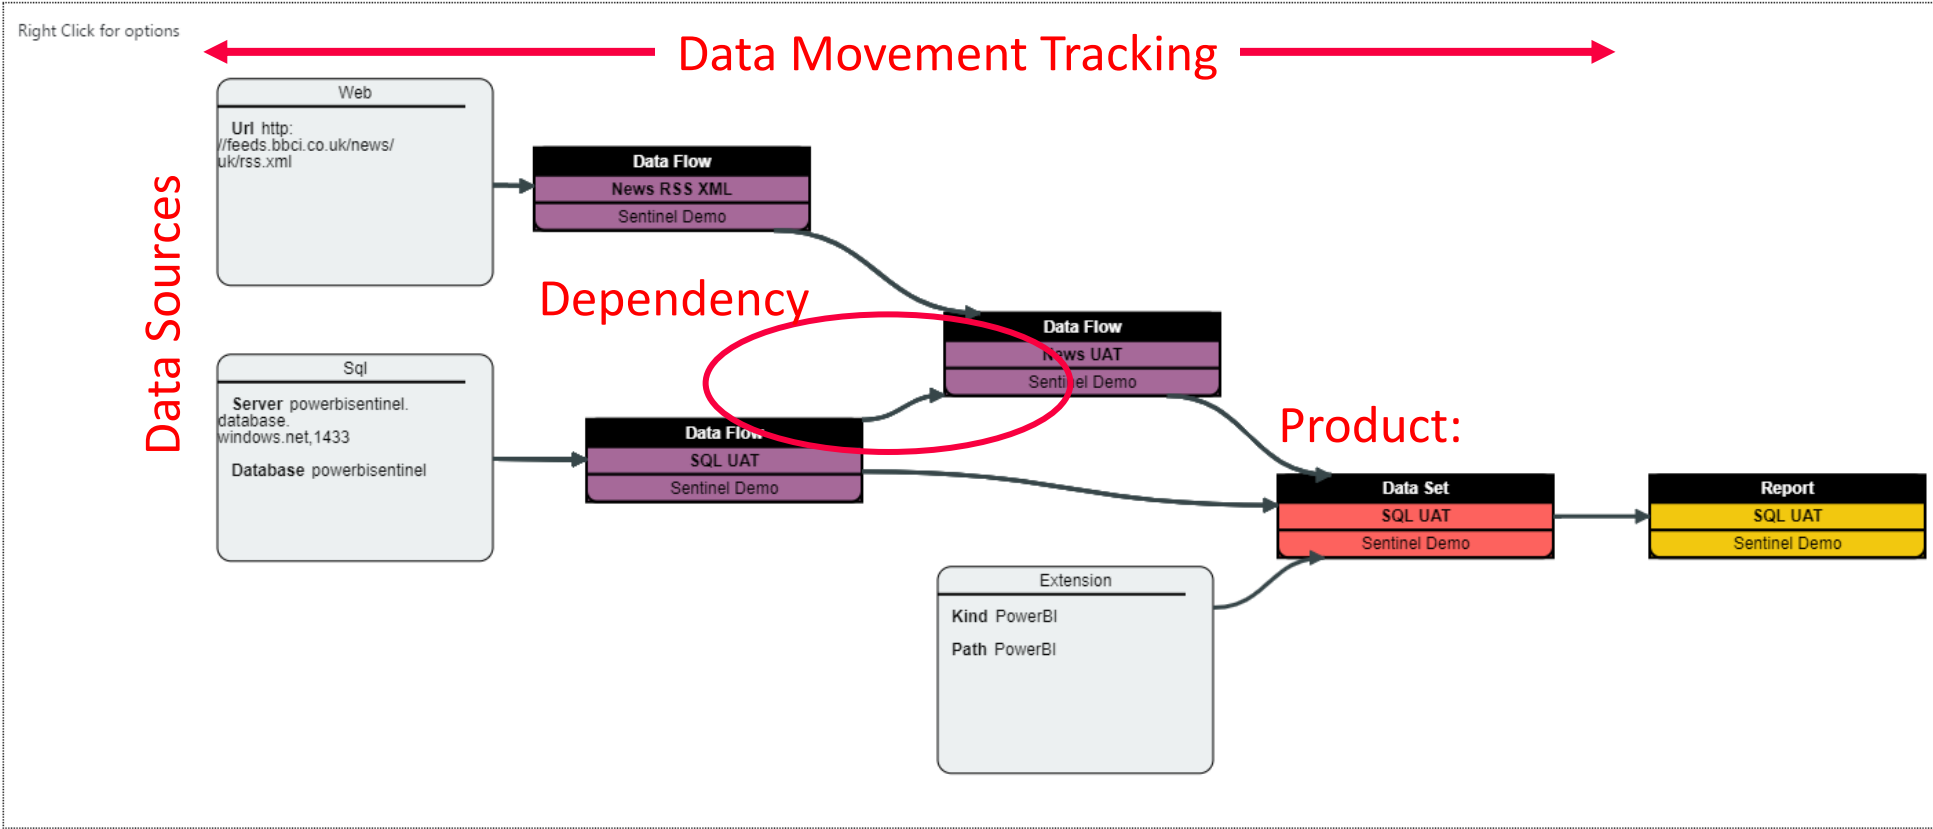 Right Click for options
Data Movement Tracking
Data Sources
Web
Url http:
//feeds.bbci.co.uk/news/
uk/rss.xml
Data Flow
News RSS XML
Sentinel Demo
Dependency
Data Flow
News UAT
Sentinel Demo
Sql
Server powerbisentinel.
database.
windows.net,1433
Database powerbisentinel
Data Flow
SQL UAT
Sentinel Demo
Product:
Data Set
SQL UAT
Sentinel Demo
Report
SQL UAT
Sentinel Demo
Extension
Kind PowerBI
Path PowerBI